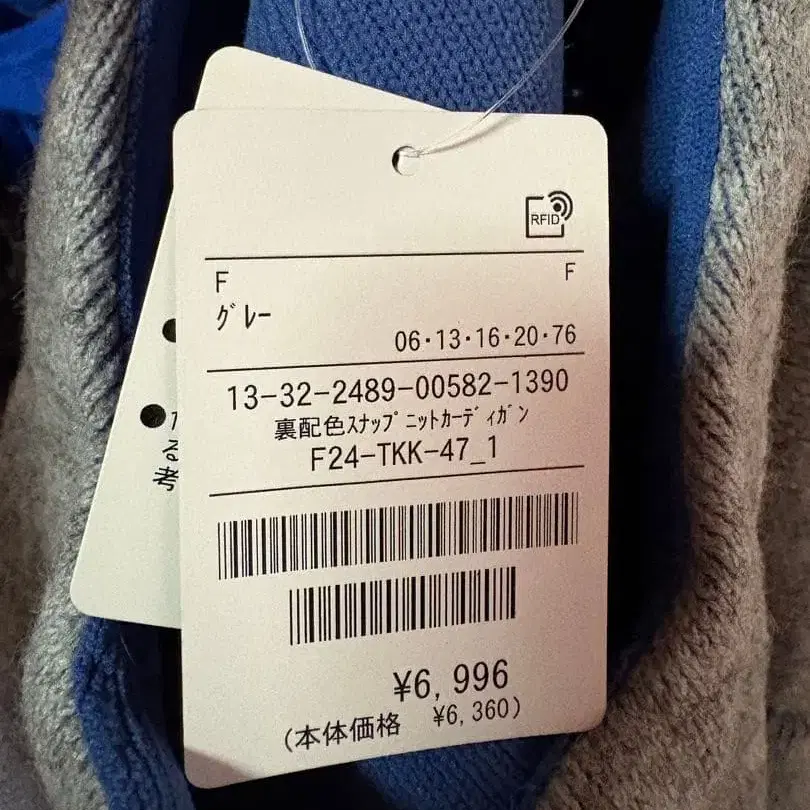 RFID
F F
グレー
06・13・16・20・76
13-32-2489-00582-1390
裏配色スナップニットカーディガン
F24-TKK-47_1
¥6,996
(本体価格 ¥6,360)
る
考